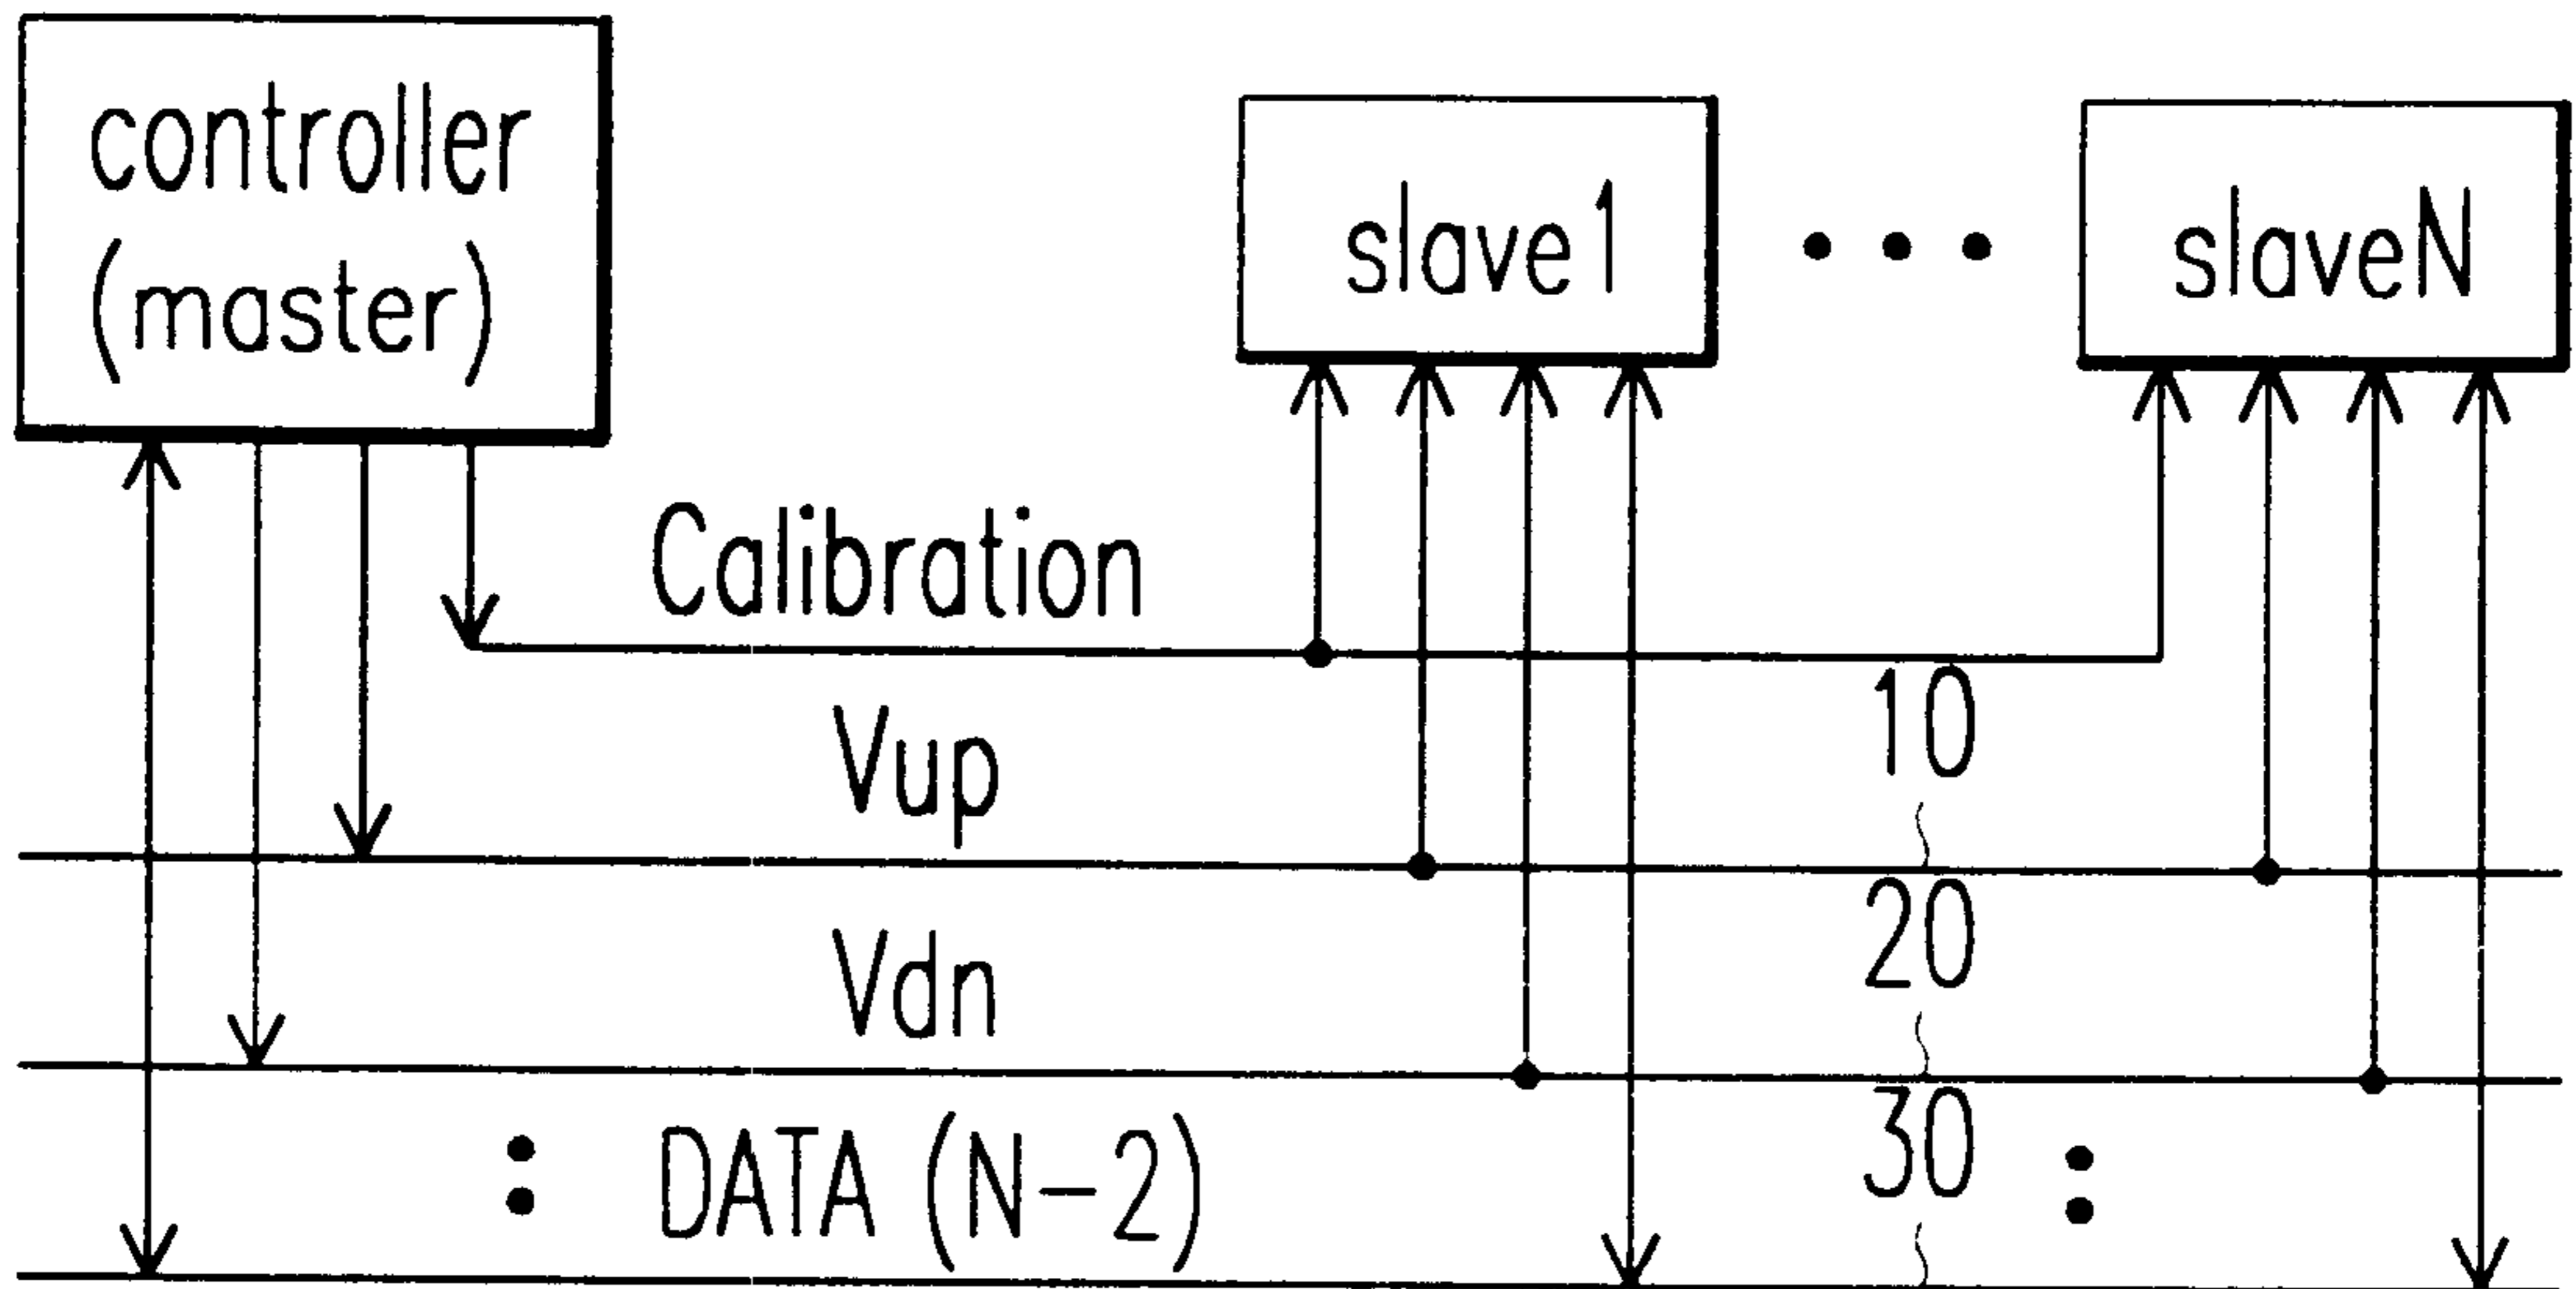 controller
(master)
slave1
slaveN
Calibration
10
Vup
20
Vdn
30
DATA (N-2)